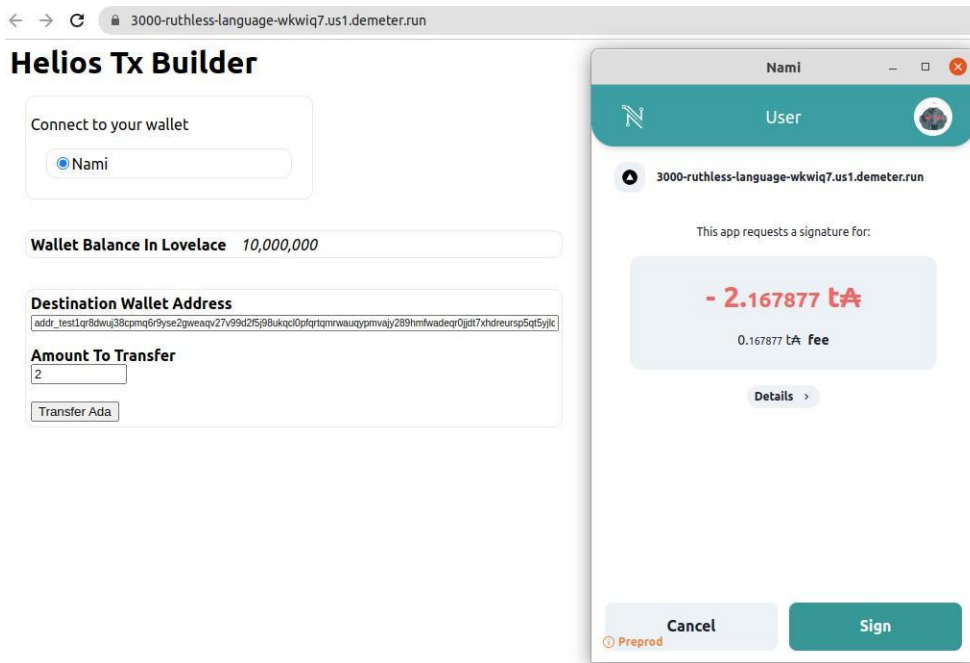 3000-ruthless-language-wkwiq7.us1.demeter.run
Helios Tx Builder
Connect to your wallet
Nami
Wallet Balance In Lovelace 10,000,000
Destination Wallet Address
Amount To Transfer
2
Transfer Ada
Nami
User
3000-ruthless-language-wkwiq7.us1.demeter.run
This app requests a signature for:
- 2.167877 t₳
0.167877 t₳ fee
Details
Cancel
Sign
Preprod